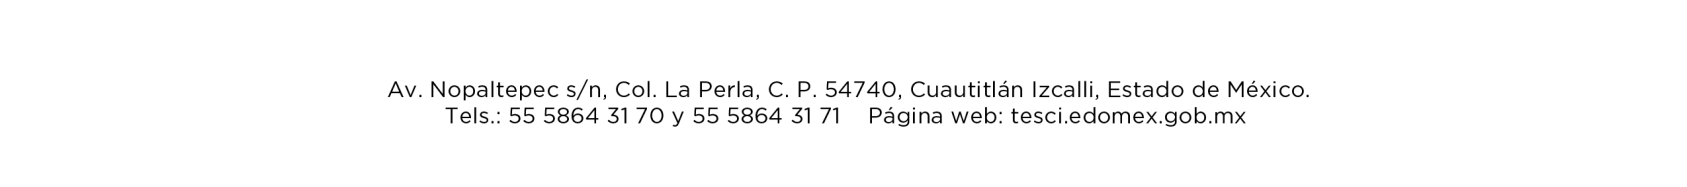 Av. Nopaltepec s/n, Col. La Perla, C. P. 54740, Cuautitlán Izcalli, Estado de México.
Tels.: 55 5864 31 70 y 55 5864 31 71    Página web: tesci.edomex.gob.mx